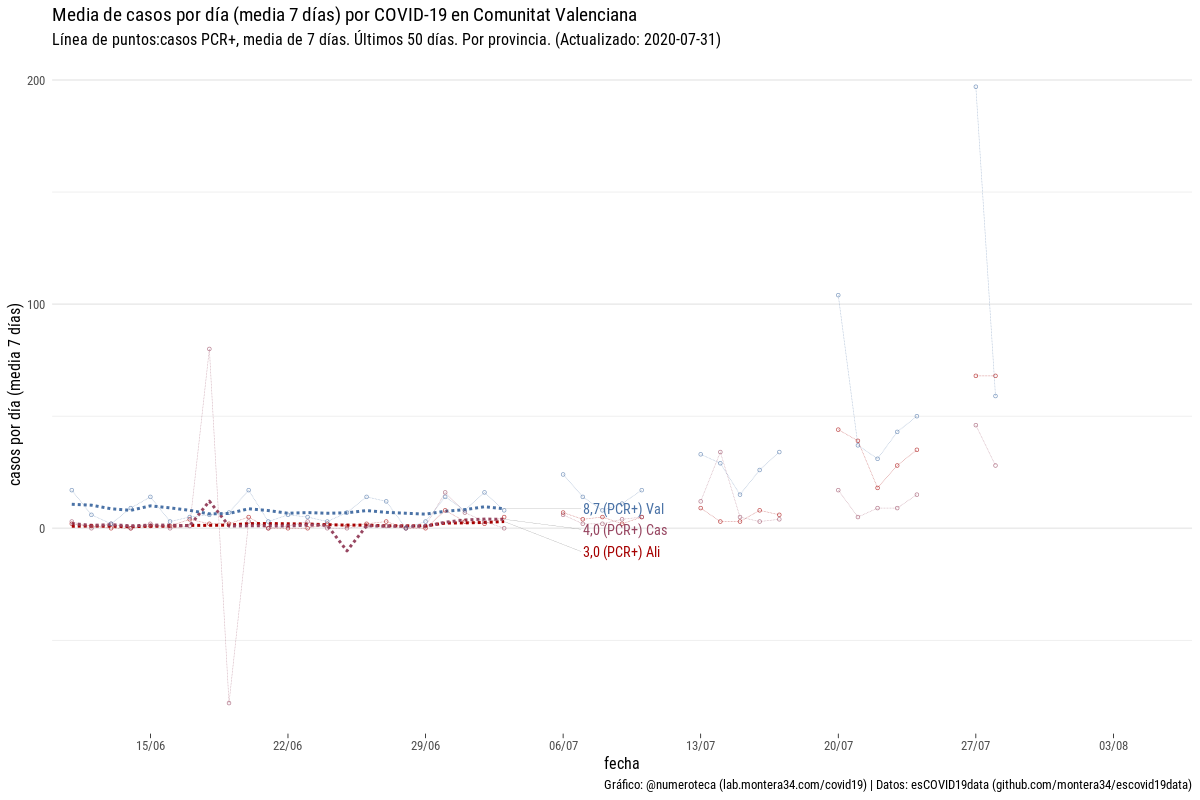 Media de casos por día (media 7 días) por COVID-19 en Comunitat Valenciana
Línea de puntos:casos PCR+, media de 7 días. Últimos 50 días. Por provincia. (Actualizado: 2020-07-31)
casos por día (media 7 días)
200
100
0
8,7 (PCR+) Val
4,0 (PCR+) Cas
3,0 (PCR+) Ali
15/06
22/06
29/06
06/07
13/07
20/07
27/07
03/08
fecha
Gráfico: @numeroteca (lab.montera34.com/covid19) | Datos: esCOVID19data (github.com/montera34/escovid19data)